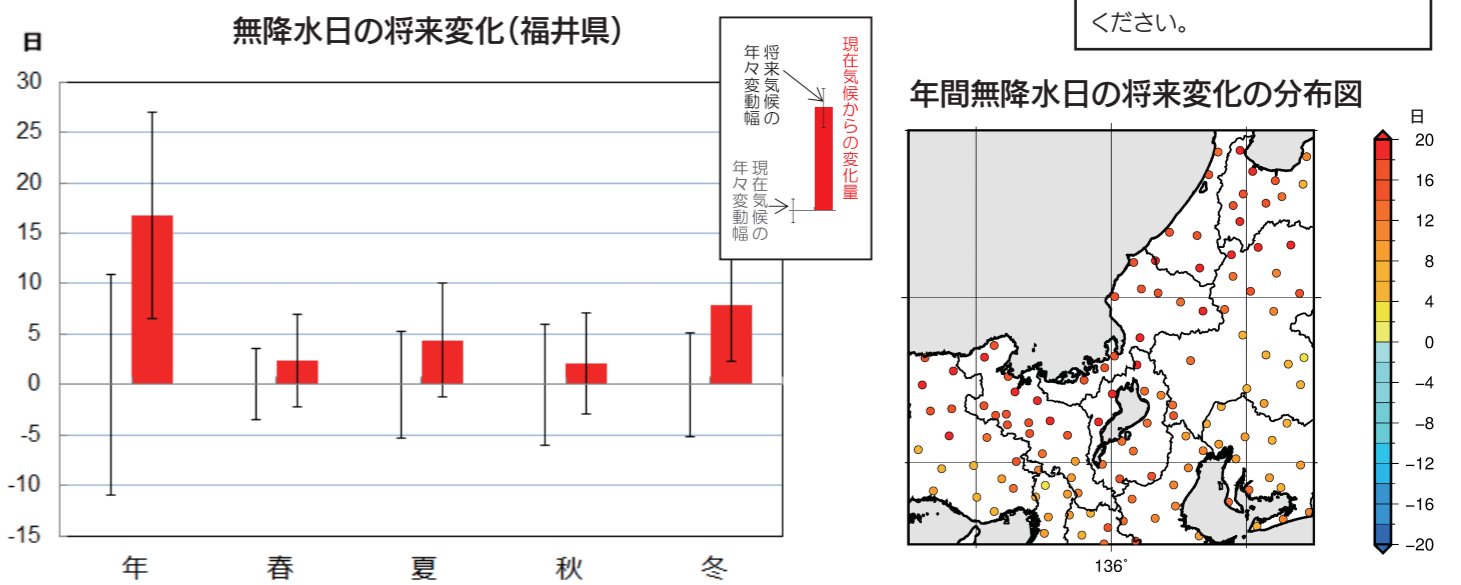 ください。
無降水日の将来変化(福井県)
日
30
25
20
15
10
5
0
-5
-10
-15
年
春
夏
秋
冬
現在気候からの変化量
将来気候の
年々変動幅
現在気候の
年々変動幅
年間無降水日の将来変化の分布図
日
20
16
12
8
4
0
−4
−8
−12
−16
−20
136°